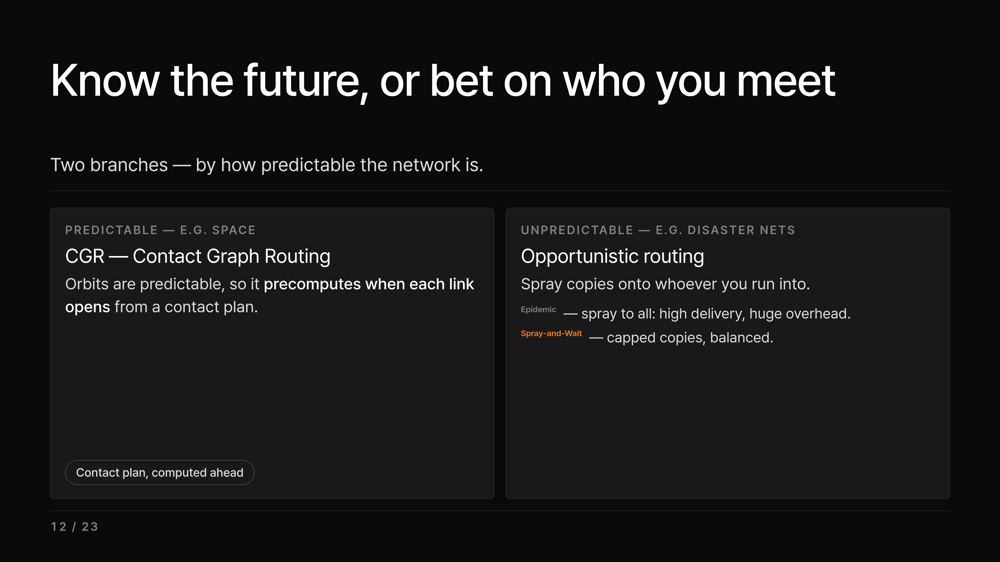 Know the future, or bet on who you meet
Two branches — by how predictable the network is.
PREDICTABLE — E.G. SPACE
CGR — Contact Graph Routing
Orbits are predictable, so it precomputes when each link
opens from a contact plan.
Contact plan, computed ahead
UNPREDICTABLE — E.G. DISASTER NETS
Opportunistic routing
Spray copies onto whoever you run into.
Epidemic — spray to all: high delivery, huge overhead.
Spray-and-Wait — capped copies, balanced.
12 / 23